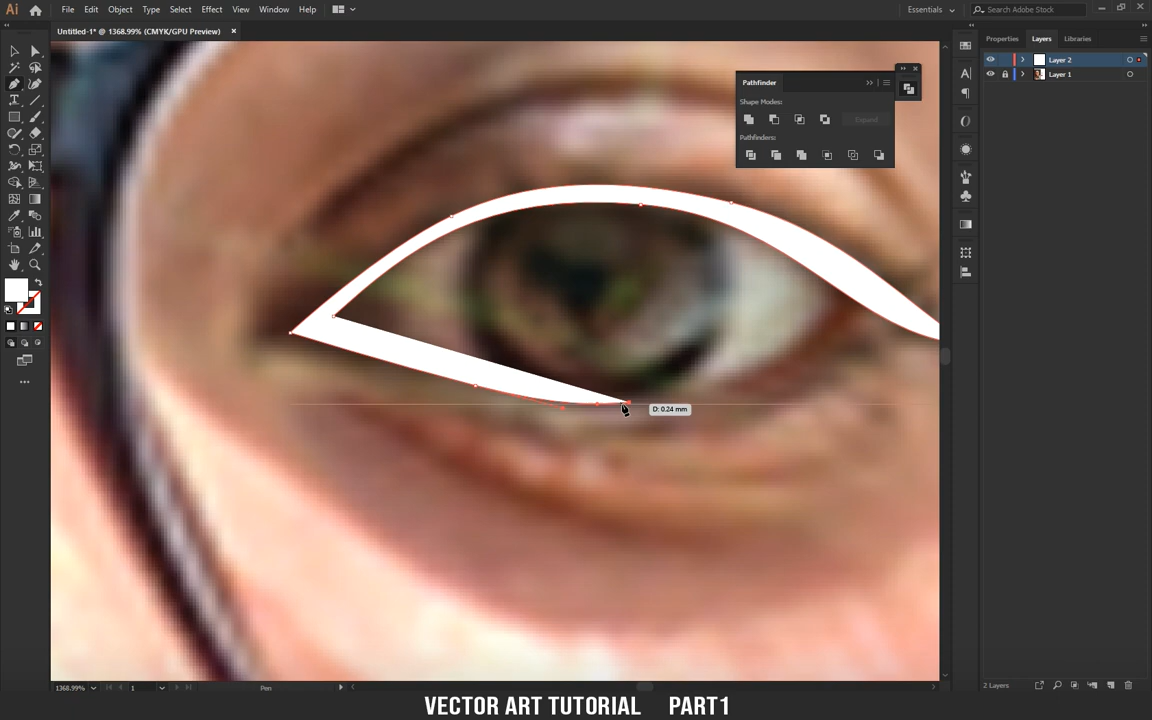 Ai File Edit Object Type Select Effect View Window Help Essentials Search Adobe Stock
Untitled-1* @ 1368.99% (CMYK/GPU Preview)
Properties Layers Libraries
Layer 2
Layer 1
Pathfinder
Shape Modes:
Expand
Pathfinders:
D: 0.24 mm
1368.99% 1 Pen
2 Layers
VECTOR ART TUTORIAL PART1